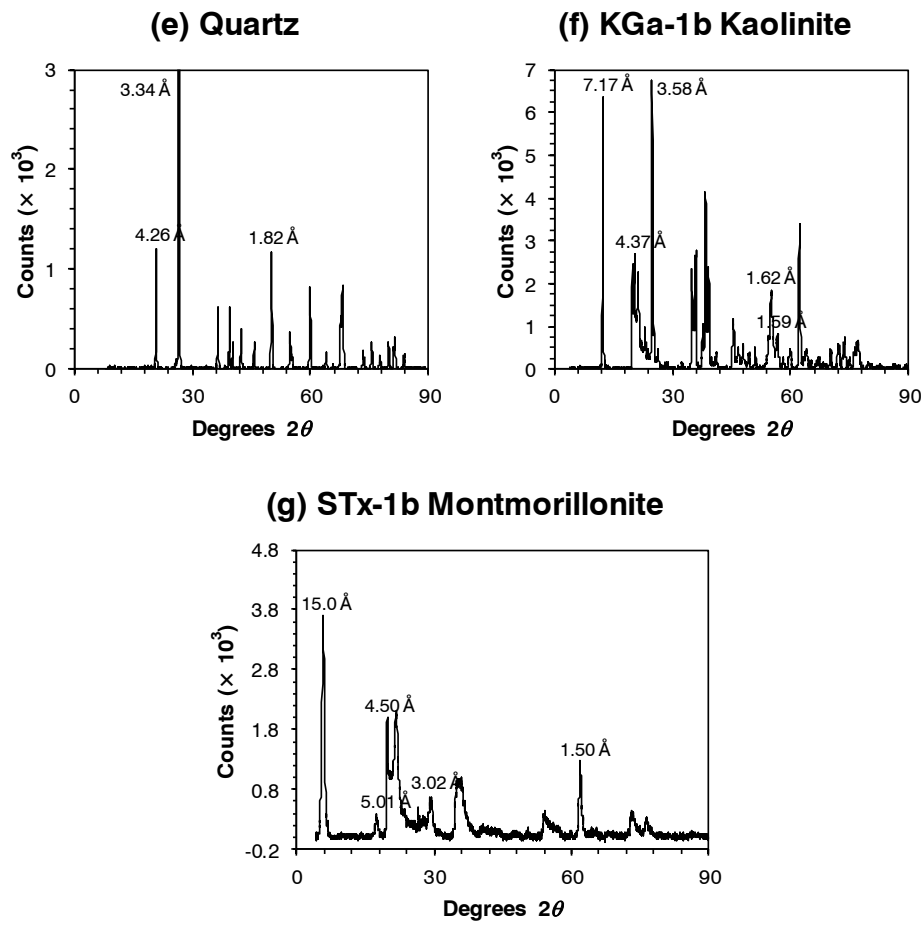 (e) Quartz
3
2
1
0
0
30
60
90
Counts (× 10³)
Degrees 2θ
3.34 Å
4.26 Å
1.82 Å
(f) KGa-1b Kaolinite
7
6
5
4
3
2
1
0
0
30
60
90
Counts (× 10³)
Degrees 2θ
7.17 Å
3.58 Å
4.37 Å
1.62 Å
1.59 Å
(g) STx-1b Montmorillonite
4.8
3.8
2.8
1.8
0.8
-0.2
0
30
60
90
Counts (× 10³)
Degrees 2θ
15.0 Å
4.50 Å
5.01 Å
3.02 Å
1.50 Å